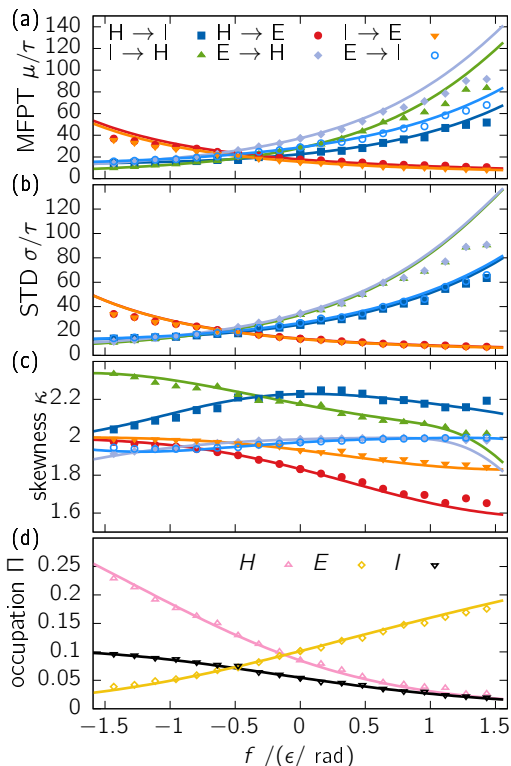 (a)
H → I H → E I → E
I → H E → H E → I
MFPT μ/τ
140
120
100
80
60
40
20
0
(b)
STD σ/τ
120
100
80
60
40
20
0
(c)
skewness κ
2.2
2
1.8
1.6
(d)
H E I
occupation Π
0.25
0.2
0.15
0.1
0.05
0
−1.5 −1 −0.5 0 0.5 1 1.5
f /(ϵ/ rad)